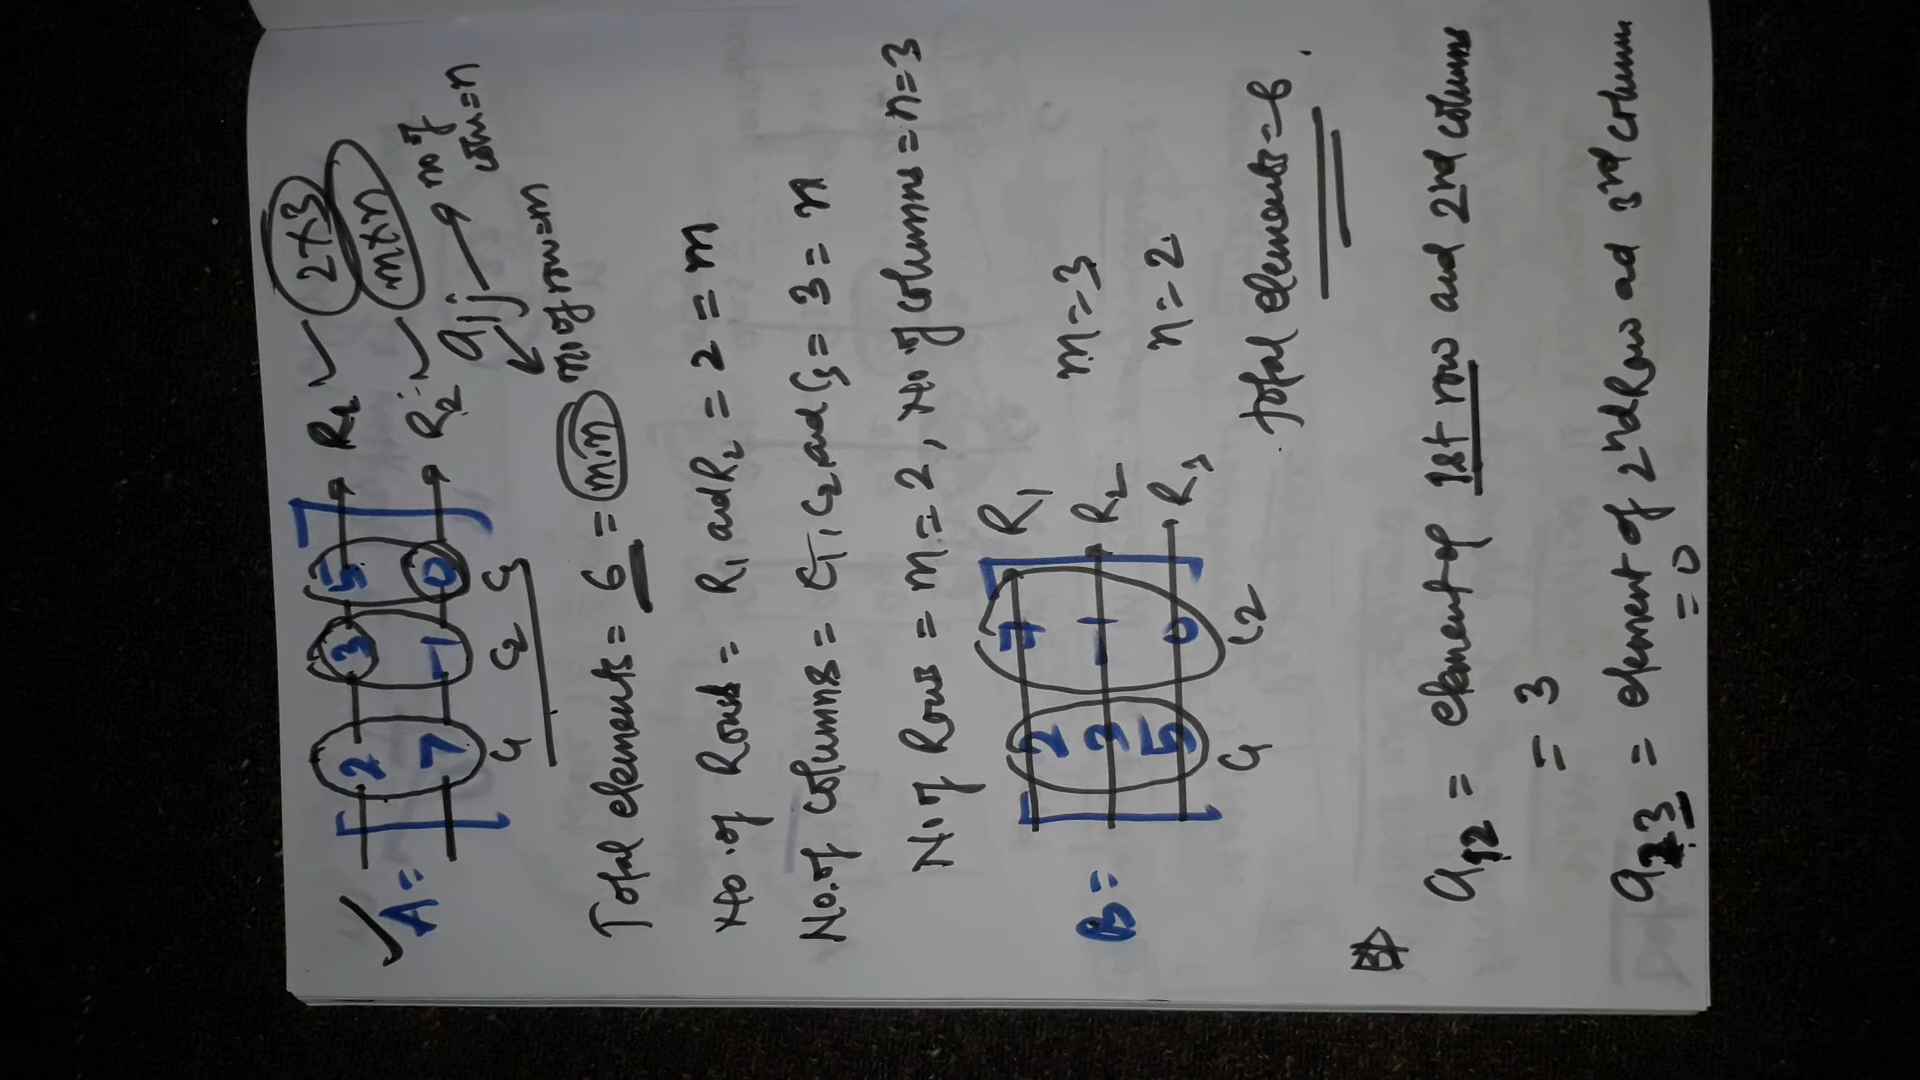 ✓ A = [ 2 3 5 ] → R1 ✓ 2×3
[ 7 -1 0 ] → R2 ✓ m×n
C1 C2 C3
aij → no of colu = n
no of row = m
Total elements = 6 = m.n
No. of Rows = R1 and R2 = 2 = m
No. of columns = C1, C2 and C3 = 3 = n
No of Rows = m = 2, No. of columns = n = 3
B = [ 2 7 ] R1
[ 3 -1 ] R2 m = 3
[ 5 0 ] R3 n = 2
C1 C2
Total elements = 6.
a12 = element of 1st row and 2nd columns
= 3
a23 = element of 2nd Row ad 3rd column
= 0